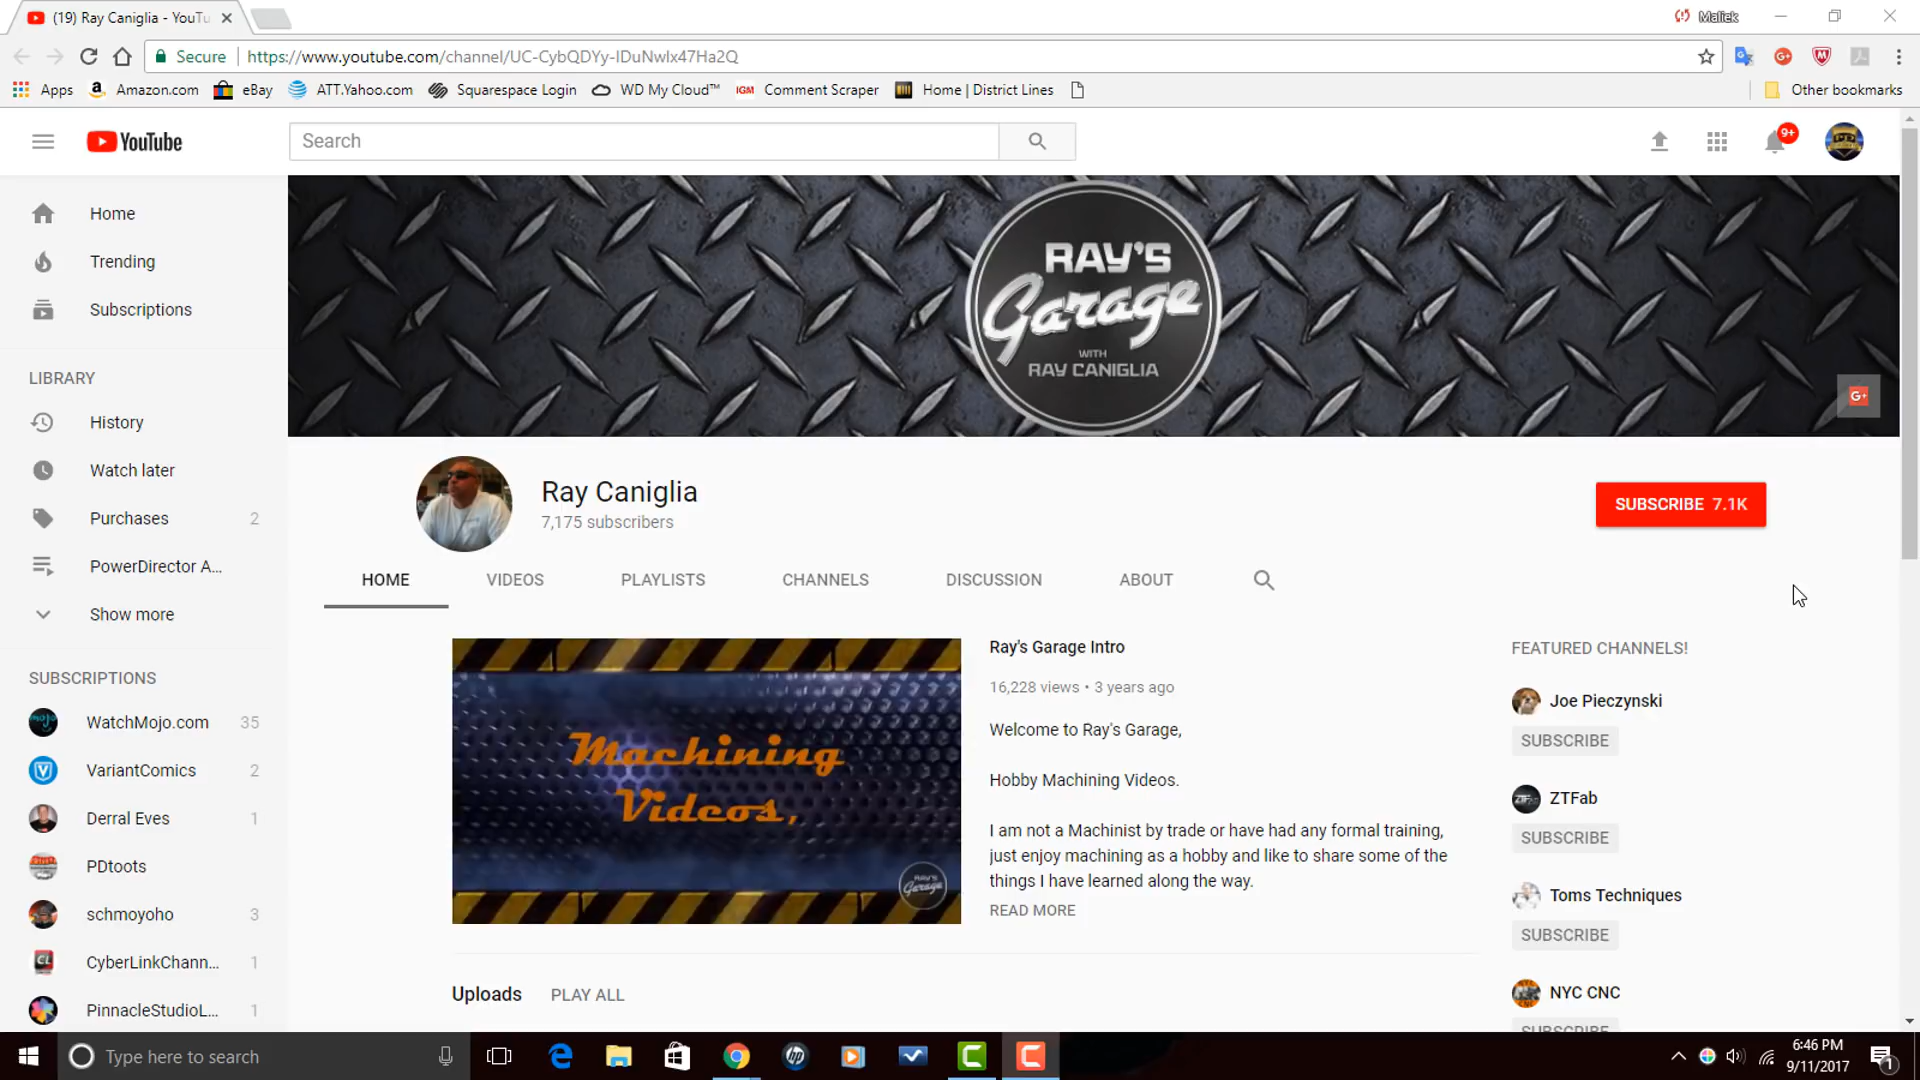 (19) Ray Caniglia - YouTu
Maliek
Secure
https://www.youtube.com/channel/UC-CybQDYy-IDuNwlx47Ha2Q
Apps
Amazon.com
eBay
ATT.Yahoo.com
Squarespace Login
WD My Cloud™
IGM
Comment Scraper
Home | District Lines
Other bookmarks
YouTube
Search
9+
Home
Trending
Subscriptions
LIBRARY
History
Watch later
Purchases 2
PowerDirector A...
Show more
SUBSCRIPTIONS
WatchMojo.com 35
VariantComics 2
Derral Eves 1
PDtoots
schmoyoho 3
CyberLinkChann... 1
PinnacleStudioL... 1
RAY'S
Garage
WITH
RAY CANIGLIA
G+
Ray Caniglia
7,175 subscribers
SUBSCRIBE 7.1K
HOME
VIDEOS
PLAYLISTS
CHANNELS
DISCUSSION
ABOUT
Machining
Videos,
RAY'S
Garage
Ray's Garage Intro
16,228 views • 3 years ago
Welcome to Ray's Garage,
Hobby Machining Videos.
I am not a Machinist by trade or have had any formal training,
just enjoy machining as a hobby and like to share some of the
things I have learned along the way.
READ MORE
Uploads
PLAY ALL
FEATURED CHANNELS!
Joe Pieczynski
SUBSCRIBE
ZTFab
SUBSCRIBE
Toms Techniques
SUBSCRIBE
NYC CNC
SUBSCRIBE
Type here to search
6:46 PM
9/11/2017
1